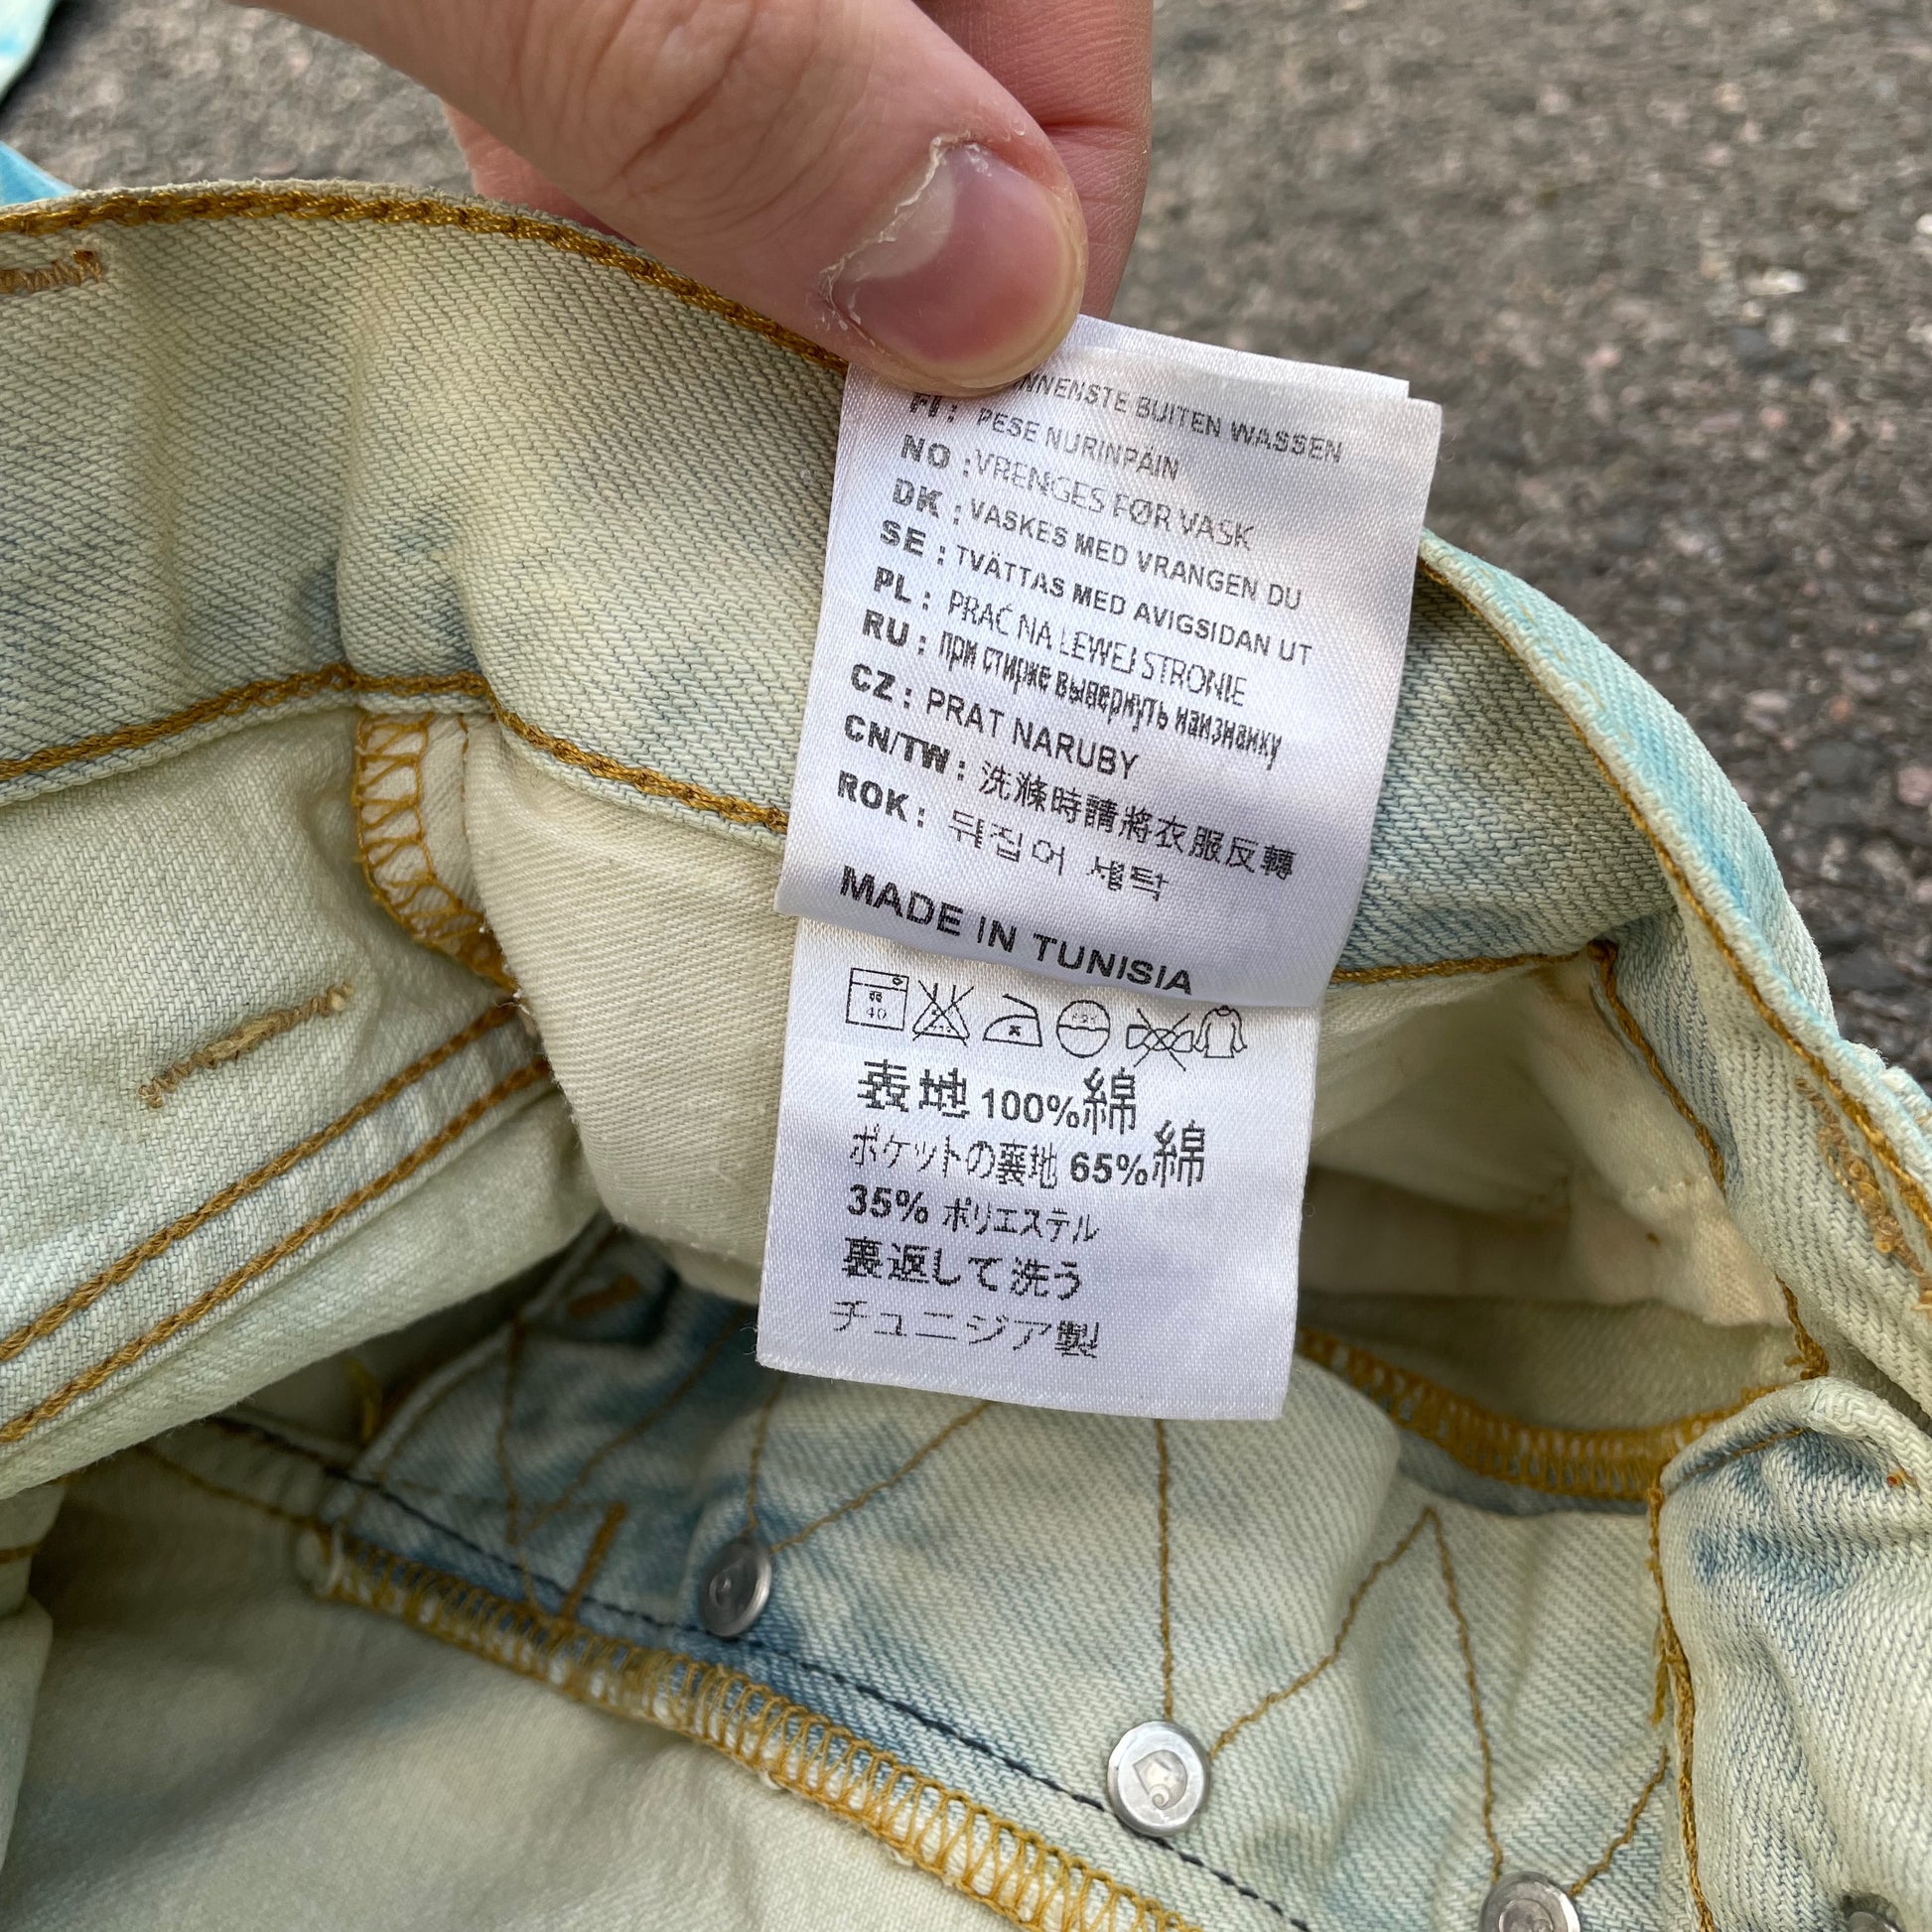 INNENSTE BUITEN WASSEN
FI : PESE NURINPÄIN
NO : VRENGES FØR VASK
DK : VASKES MED VRANGEN DU
SE : TVÄTTAS MED AVIGSIDAN UT
PL : PRAĆ NA LEWEJ STRONIE
RU : При стирке вывернуть наизнанку
CZ : PRAT NARUBY
CN/TW : 洗滌時請將衣服反轉
ROK : 뒤집어 세탁
MADE IN TUNISIA
40
表地 100%綿
ポケットの裏地 65%綿
35% ポリエステル
裏返して洗う
チュニジア製